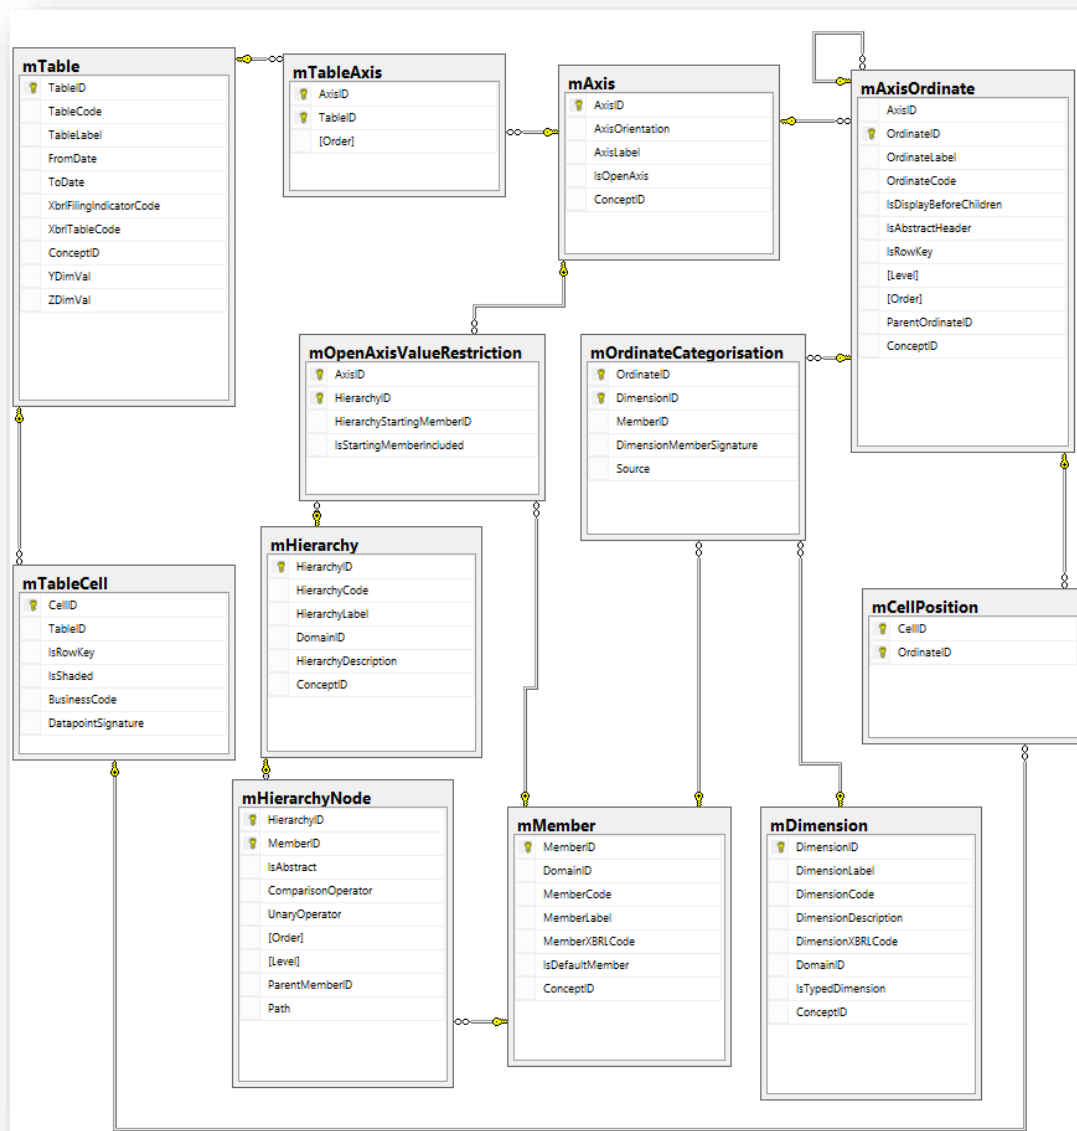 mTable
TableID
TableCode
TableLabel
FromDate
ToDate
XbrlFilingIndicatorCode
XbrlTableCode
ConceptID
YDimVal
ZDimVal
mTableAxis
AxisID
TableID
[Order]
mAxis
AxisID
AxisOrientation
AxisLabel
IsOpenAxis
ConceptID
mAxisOrdinate
AxisID
OrdinateID
OrdinateLabel
OrdinateCode
IsDisplayBeforeChildren
IsAbstractHeader
IsRowKey
[Level]
[Order]
ParentOrdinateID
ConceptID
mOpenAxisValueRestriction
AxisID
HierarchyID
HierarchyStartingMemberID
IsStartingMemberIncluded
mOrdinateCategorisation
OrdinateID
DimensionID
MemberID
DimensionMemberSignature
Source
mHierarchy
HierarchyID
HierarchyCode
HierarchyLabel
DomainID
HierarchyDescription
ConceptID
mTableCell
CellID
TableID
IsRowKey
IsShaded
BusinessCode
DatapointSignature
mCellPosition
CellID
OrdinateID
mHierarchyNode
HierarchyID
MemberID
IsAbstract
ComparisonOperator
UnaryOperator
[Order]
[Level]
ParentMemberID
Path
mMember
MemberID
DomainID
MemberCode
MemberLabel
MemberXBRLCode
IsDefaultMember
ConceptID
mDimension
DimensionID
DimensionLabel
DimensionCode
DimensionDescription
DimensionXBRLCode
DomainID
IsTypedDimension
ConceptID